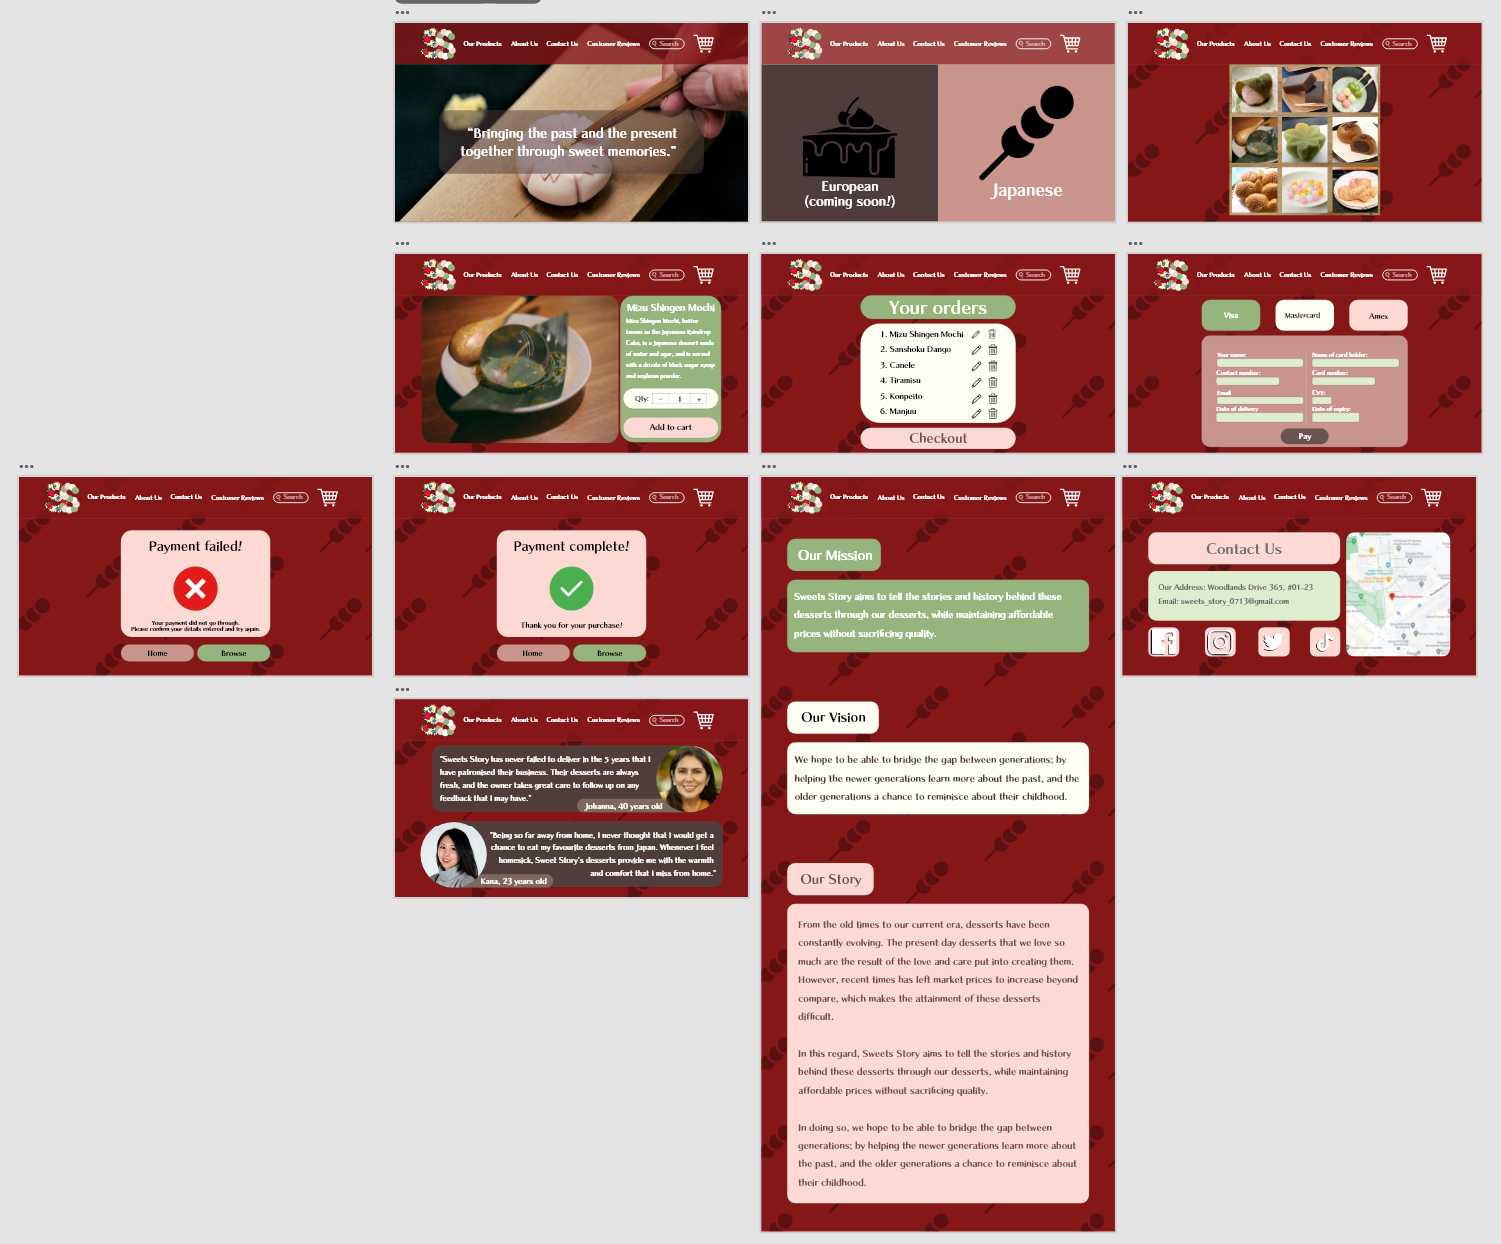 Our Products About Us Contact Us Customer Reviews Search
"Bringing the past and the present
together through sweet memories."
Our Products About Us Contact Us Customer Reviews Search
European
(coming soon!)
Japanese
Our Products About Us Contact Us Customer Reviews Search
Our Products About Us Contact Us Customer Reviews Search
Mizu Shingen Mochi
Mizu Shingen Mochi, better
known as the Japanese Raindrop
Cake, is a Japanese dessert made
of water and agar, and is served
with a drizzle of black sugar syrup
and soybean powder.
Qty: - 1 +
Add to cart
Our Products About Us Contact Us Customer Reviews Search
Your orders
1. Mizu Shingen Mochi
2. Sanshoku Dango
3. Canele
4. Tiramisu
5. Konpeito
6. Manjuu
Checkout
Our Products About Us Contact Us Customer Reviews Search
Visa Mastercard Amex
Your name: Name of card holder:
Contact number: Card number:
Email CVV:
Date of delivery Date of expiry:
Pay
Our Products About Us Contact Us Customer Reviews Search
Payment failed!
Your payment did not go through.
Please confirm your details entered and try again.
Home Browse
Our Products About Us Contact Us Customer Reviews Search
Payment complete!
Thank you for your purchase!
Home Browse
Our Products About Us Contact Us Customer Reviews Search
Our Mission
Sweets Story aims to tell the stories and history behind these
desserts through our desserts, while maintaining affordable
prices without sacrificing quality.
Our Vision
We hope to be able to bridge the gap between generations; by
helping the newer generations learn more about the past, and the
older generations a chance to reminisce about their childhood.
Our Story
From the old times to our current era, desserts have been
constantly evolving. The present day desserts that we love so
much are the result of the love and care put into creating them.
However, recent times has left market prices to increase beyond
compare, which makes the attainment of these desserts
difficult.
In this regard, Sweets Story aims to tell the stories and history
behind these desserts through our desserts, while maintaining
affordable prices without sacrificing quality.
In doing so, we hope to be able to bridge the gap between
generations; by helping the newer generations learn more about
the past, and the older generations a chance to reminisce about
their childhood.
Our Products About Us Contact Us Customer Reviews Search
Contact Us
Our Address: Woodlands Drive 365, #01-23
Email: sweets_story_0713@gmail.com
Our Products About Us Contact Us Customer Reviews Search
"Sweets Story has never failed to deliver in the 5 years that I
have patronised their business. Their desserts are always
fresh, and the owner takes great care to follow up on any
feedback that I may have."
Johanna, 40 years old
"Being so far away from home, I never thought that I would get a
chance to eat my favourite desserts from Japan. Whenever I feel
homesick, Sweet Story's desserts provide me with the warmth
and comfort that I miss from home."
Kana, 23 years old